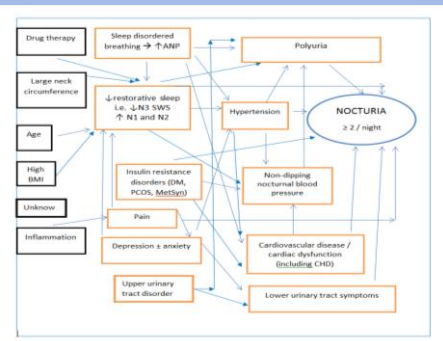 Drug therapy
Sleep disordered
breathing → ↑ANP
Polyuria
Large neck
circumference
↓restorative sleep
i.e. ↓N3 SWS
↑ N1 and N2
Hypertension
NOCTURIA
≥ 2 / night
Age
High
BMI
Insulin resistance
disorders (DM,
PCOS, MetSyn)
Non-dipping
nocturnal blood
pressure
Unknow
Pain
Inflammation
Depression ± anxiety
Cardiovascular disease /
cardiac dysfunction
(including CHD)
Upper urinary
tract disorder
Lower urinary tract symptoms